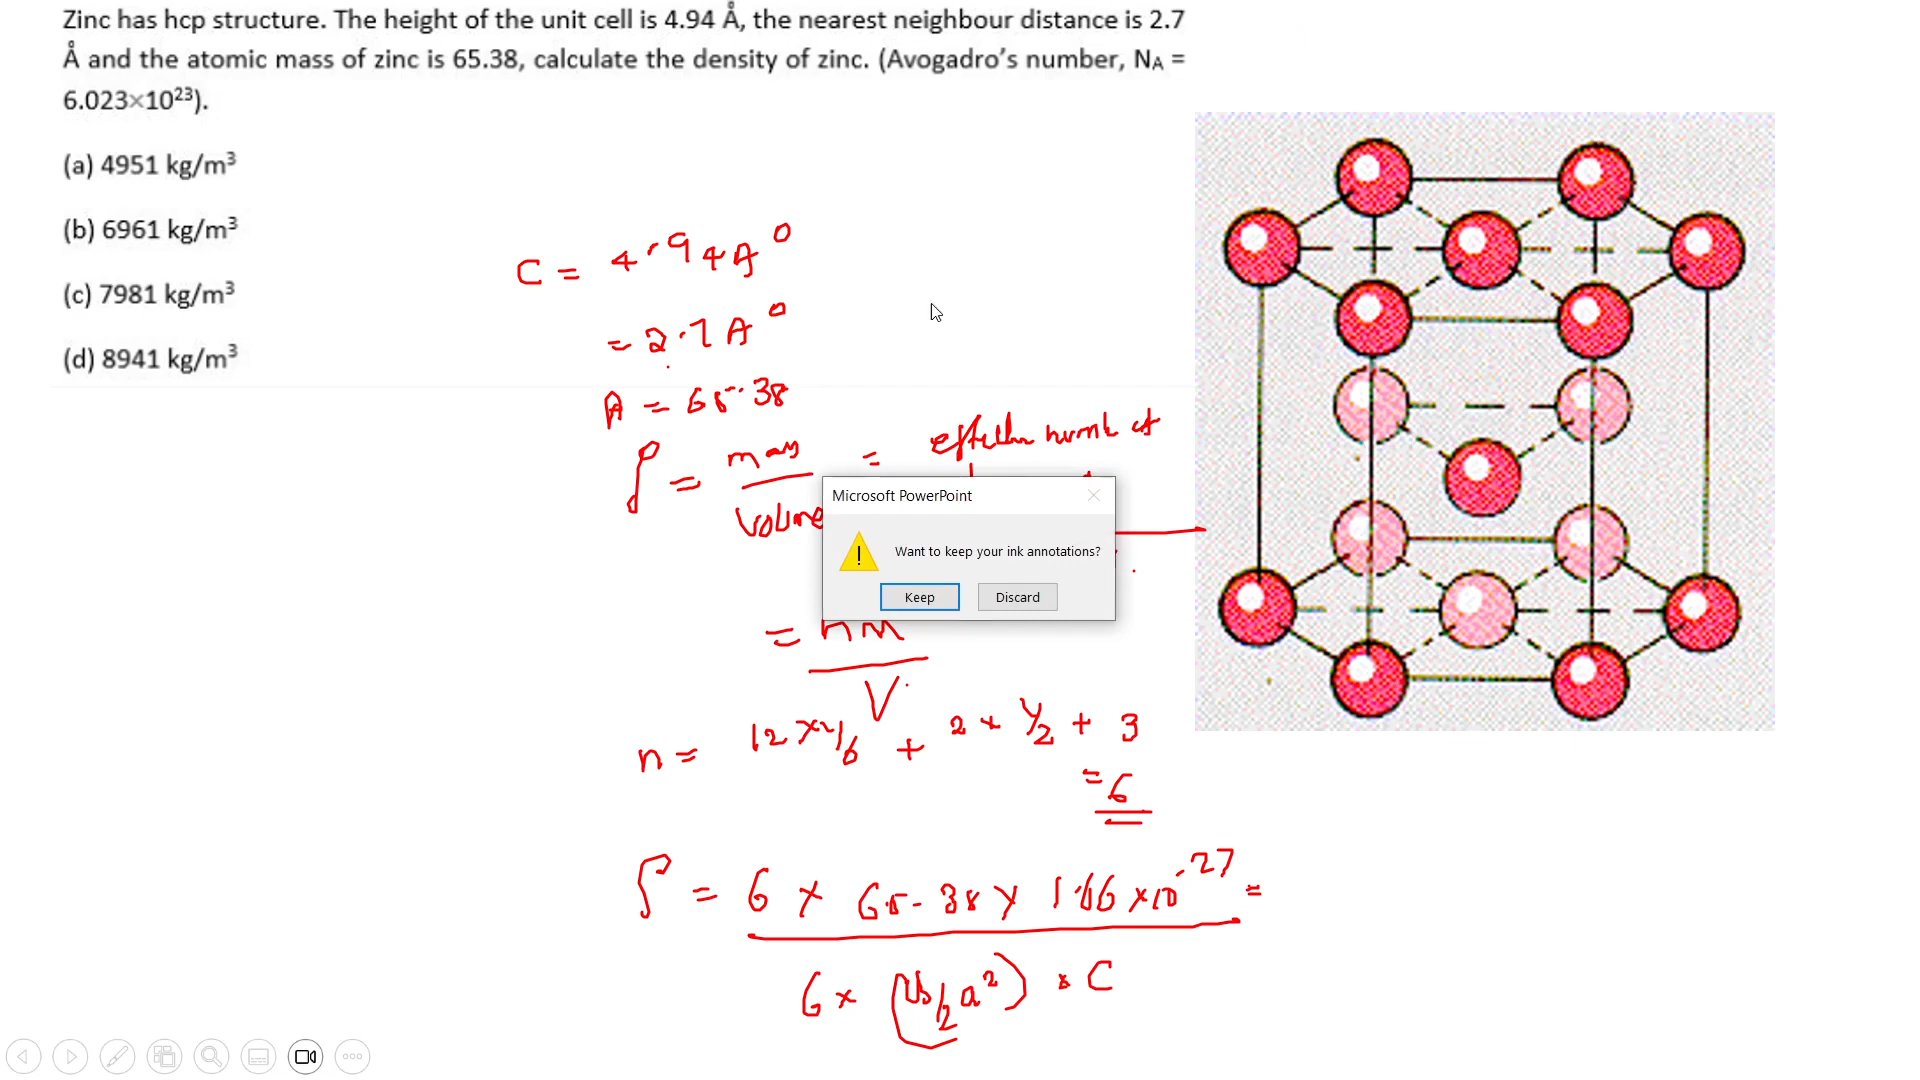 Zinc has hcp structure. The height of the unit cell is 4.94 Å, the nearest neighbour distance is 2.7
Å and the atomic mass of zinc is 65.38, calculate the density of zinc. (Avogadro's number, NA =
6.023×10²³).
(a) 4951 kg/m³
(b) 6961 kg/m³
(c) 7981 kg/m³
(d) 8941 kg/m³
C = 4.94 A⁰
= 2.7 A⁰
A = 65.38
ρ = mass / volume =
Microsoft PowerPoint
Want to keep your ink annotations?
Keep
Discard
= nM / V
n = 12 × 1/6 + 2 × 1/2 + 3
= 6
ρ = 6 × 65.38 × 1.66 × 10⁻²⁷ =
6 × ( /2 a²) × C